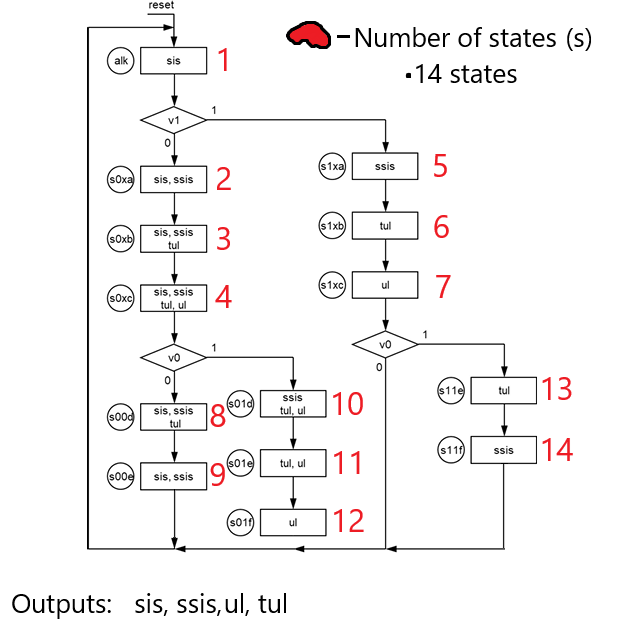 reset
–Number of states (s)
alk
sis
1
·14 states
v1
1
0
s0xa
sis, ssis
2
s1xa
ssis
5
s0xb
sis, ssis
tul
3
s1xb
tul
6
s0xc
sis, ssis
tul, ul
4
s1xc
ul
7
v0
1
0
v0
1
0
s00d
sis, ssis
tul
8
s01d
ssis
tul, ul
10
s11e
tul
13
s00e
sis, ssis
9
s01e
tul, ul
11
s11f
ssis
14
s01f
ul
12
Outputs: sis, ssis,ul, tul